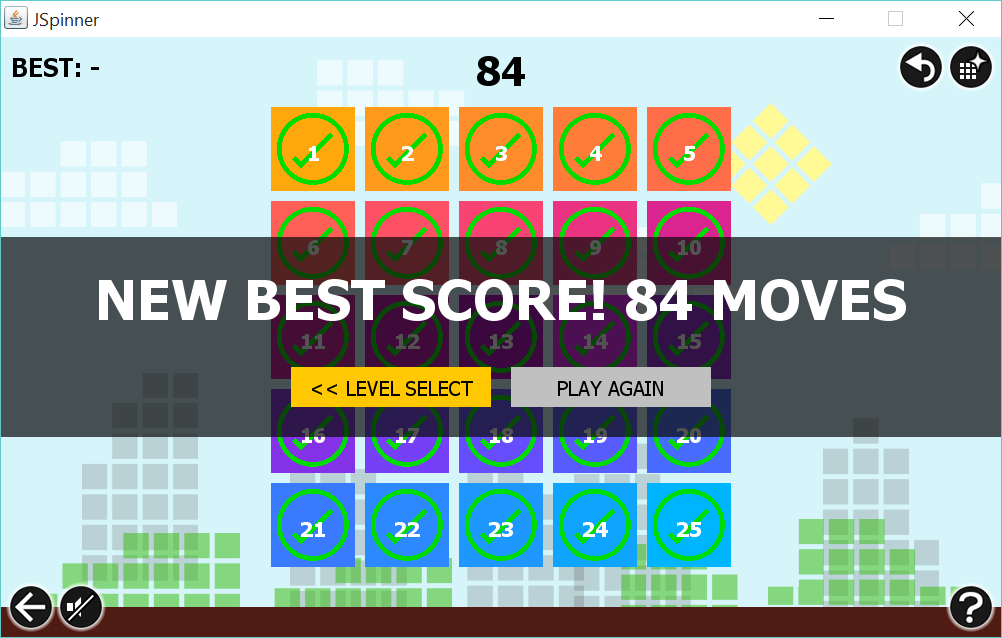 JSpinner
BEST: -
84
1 2 3 4 5
6 7 8 9 10
NEW BEST SCORE! 84 MOVES
11 12 13 14 15
<< LEVEL SELECT PLAY AGAIN
16 17 18 19 20
21 22 23 24 25
?